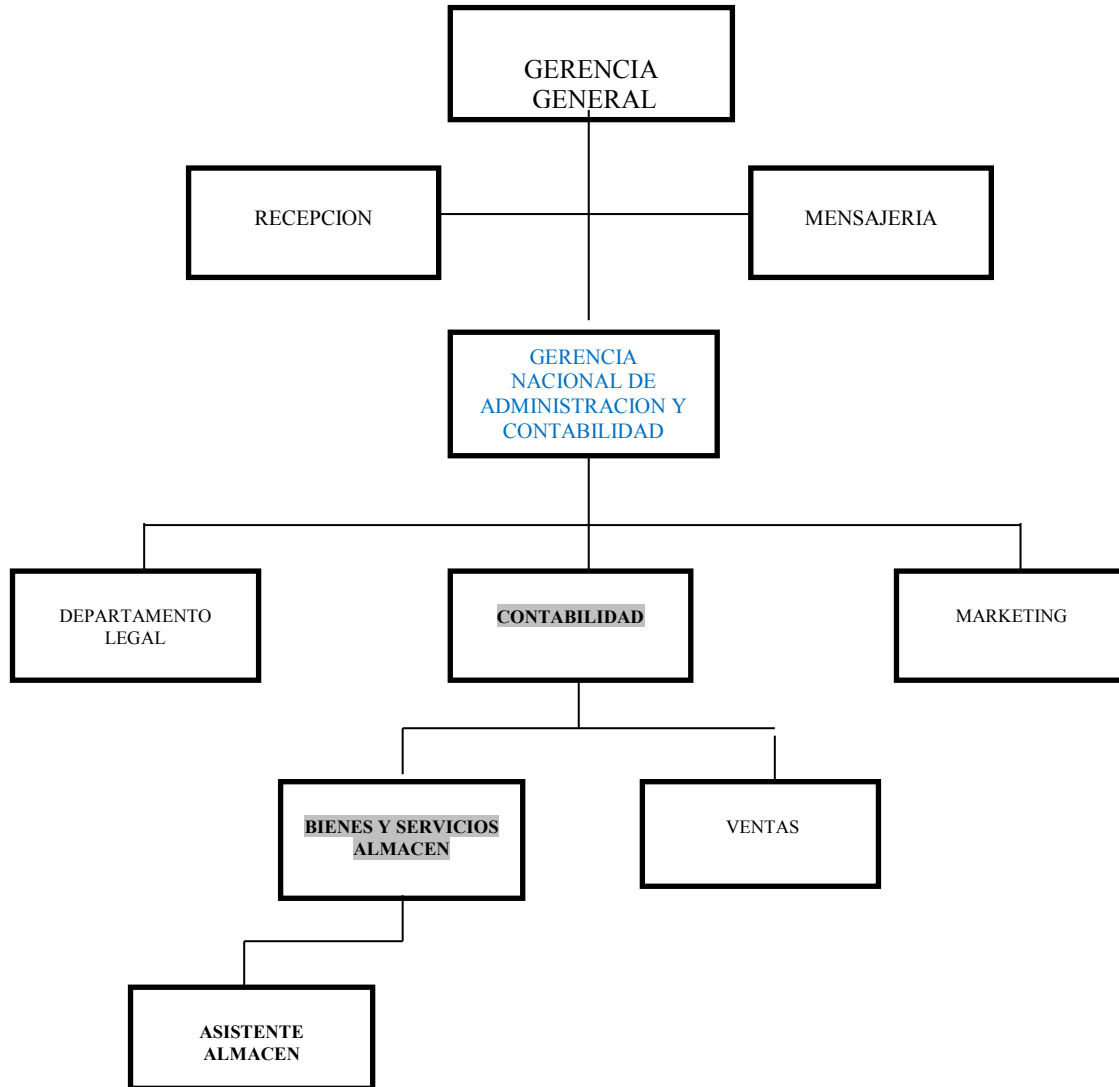 GERENCIA
GENERAL
RECEPCION
MENSAJERIA
GERENCIA
NACIONAL DE
ADMINISTRACION Y
CONTABILIDAD
DEPARTAMENTO
LEGAL
CONTABILIDAD
MARKETING
BIENES Y SERVICIOS
ALMACEN
VENTAS
ASISTENTE
ALMACEN